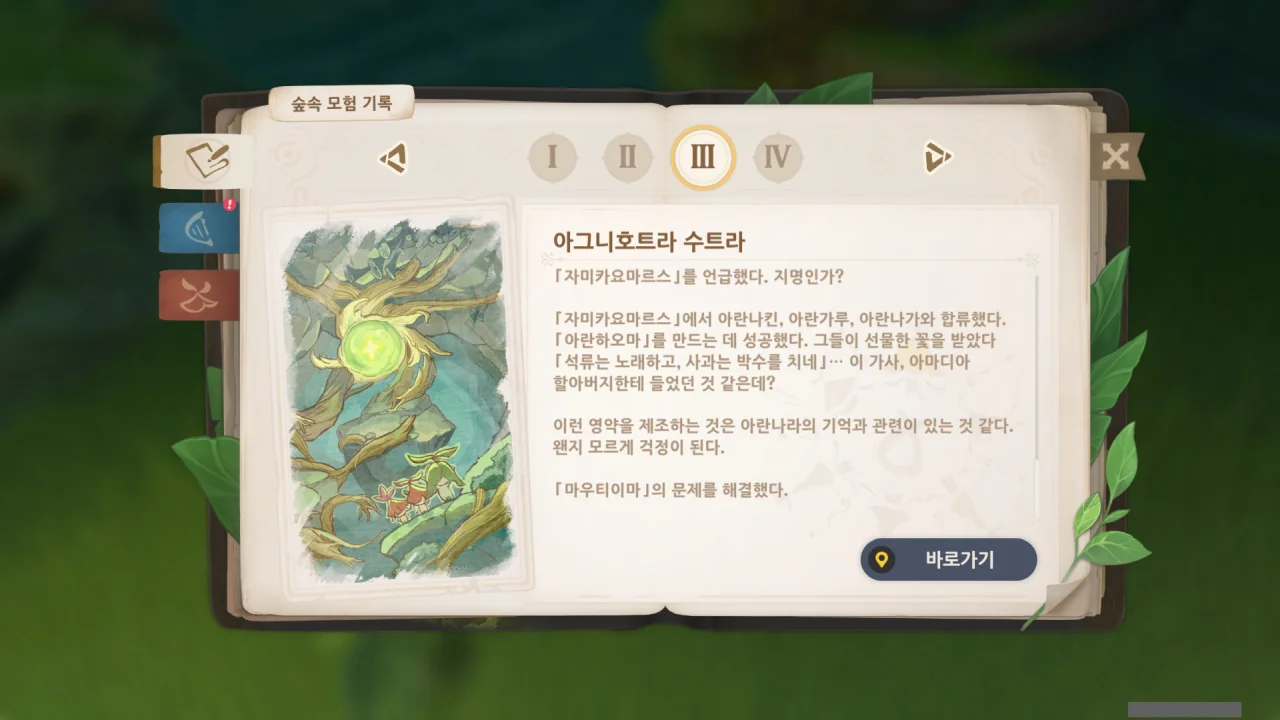 숲속 모험 기록
I II III IV
아그니호트라 수트라
「자미카요마르스」를 언급했다. 지명인가?
「자미카요마르스」에서 아란나킨, 아란가루, 아란나가와 합류했다.
「아란하오마」를 만드는 데 성공했다. 그들이 선물한 꽃을 받았다
「석류는 노래하고, 사과는 박수를 치네」… 이 가사, 아마디아
할아버지한테 들었던 것 같은데?
이런 영약을 제조하는 것은 아란나라의 기억과 관련이 있는 것 같다.
왠지 모르게 걱정이 된다.
「마우티이마」의 문제를 해결했다.
바로가기